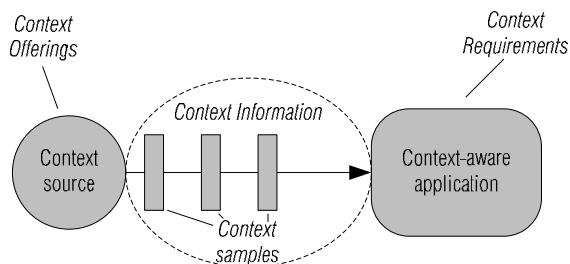 Context
Offerings
Context
Requirements
Context Information
Context
source
Context-aware
application
Context
samples